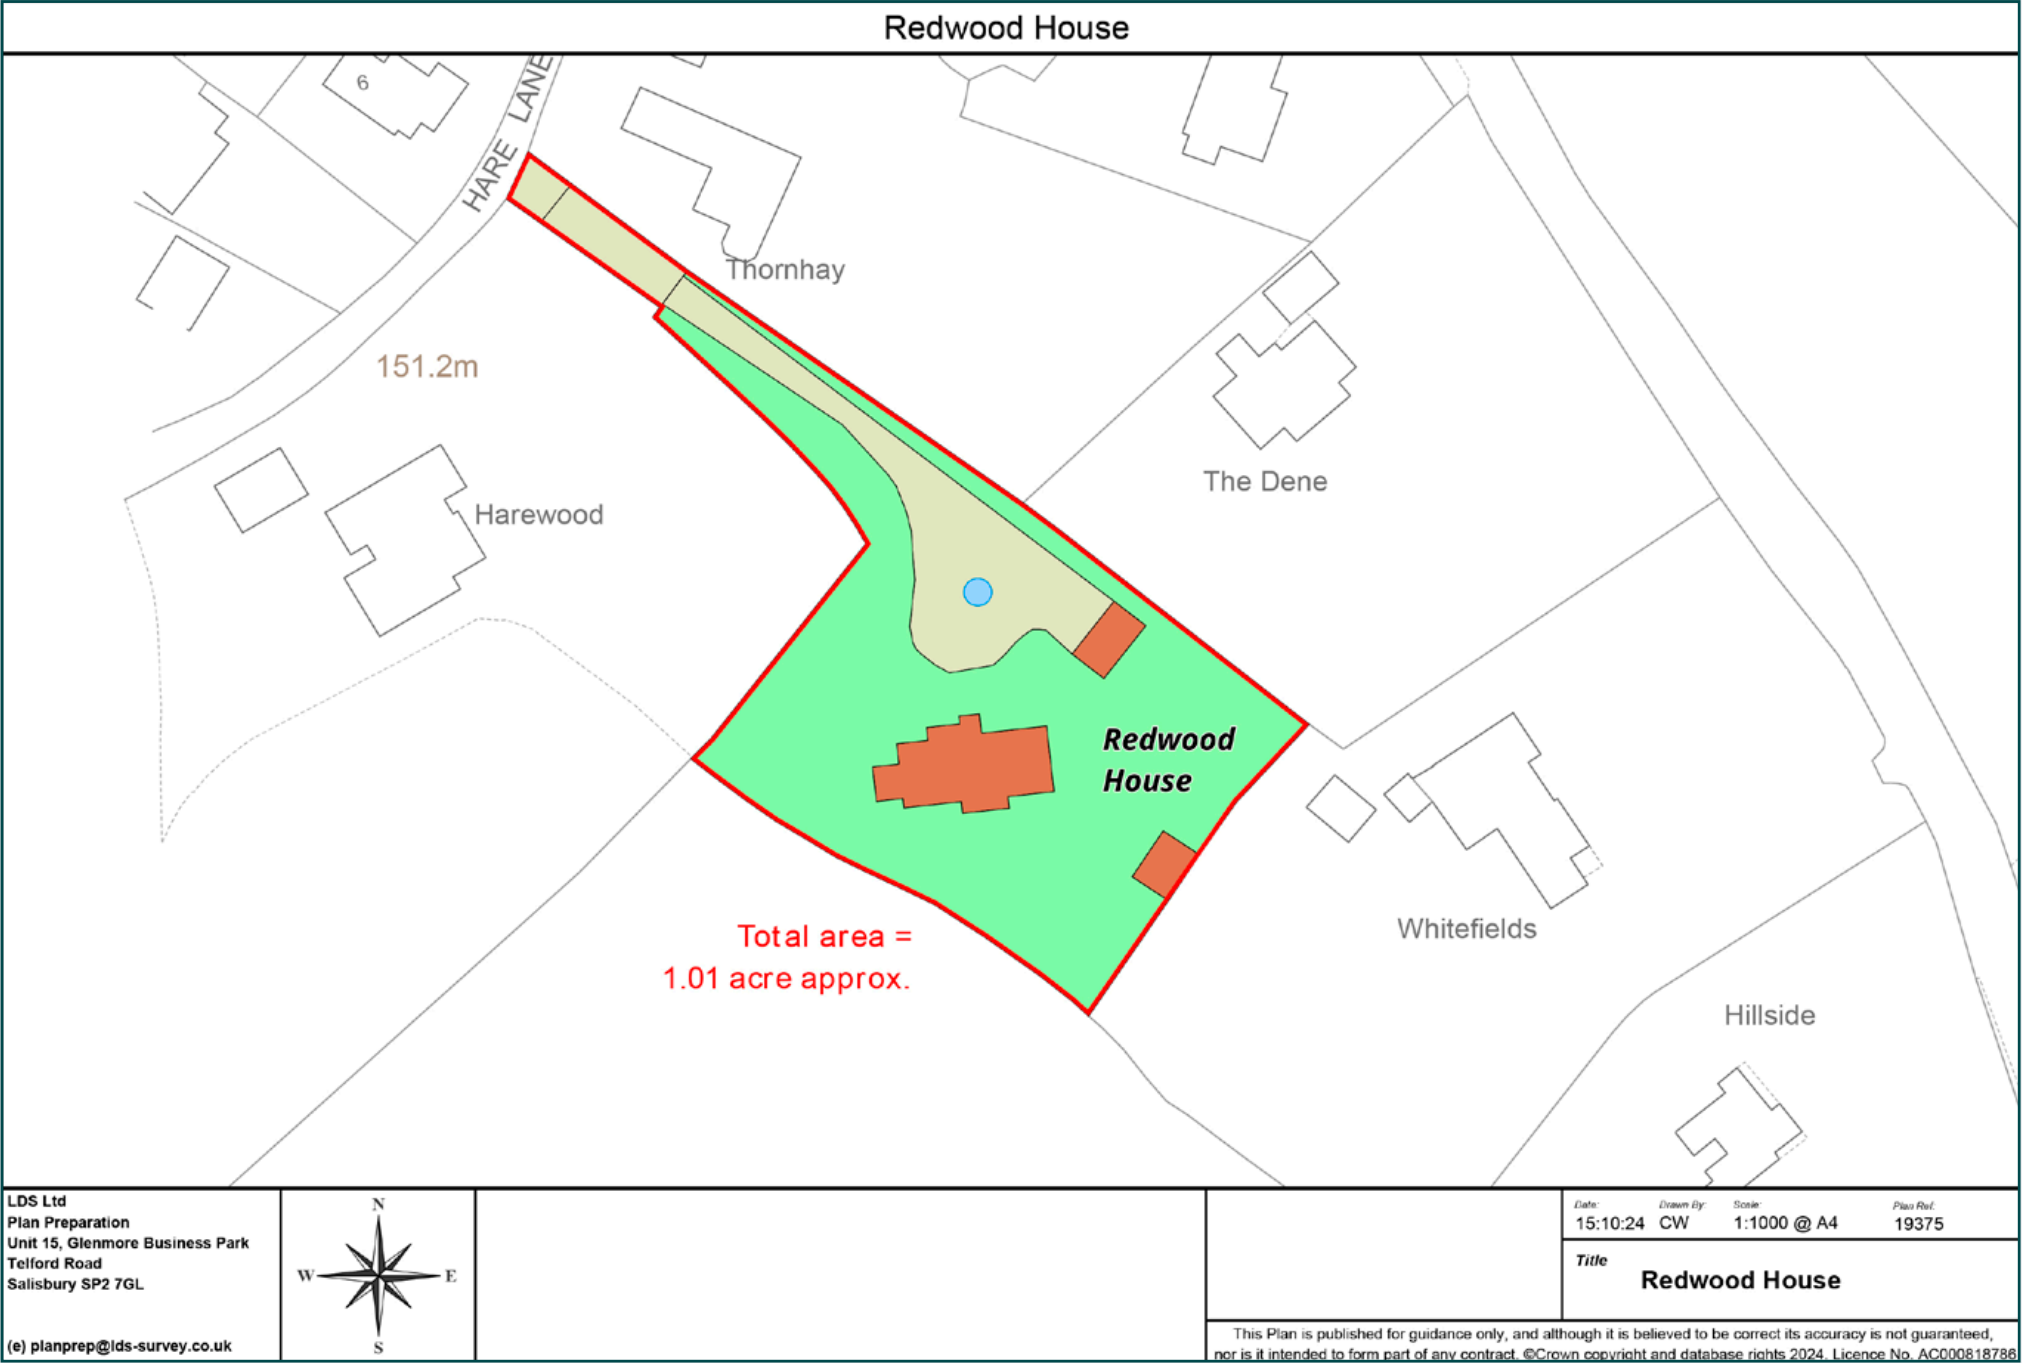 Redwood House
6
HARE LANE
Thornhay
151.2m
The Dene
Harewood
Redwood
House
Whitefields
Total area =
1.01 acre approx.
Hillside
LDS Ltd
Plan Preparation
Unit 15, Glenmore Business Park
Telford Road
Salisbury SP2 7GL
(e) planprep@lds-survey.co.uk
N
W E
S
Date: Drawn By: Scale: Plan Ref:
15:10:24 CW 1:1000 @ A4 19375
Title
Redwood House
This Plan is published for guidance only, and although it is believed to be correct its accuracy is not guaranteed,
nor is it intended to form part of any contract. ©Crown copyright and database rights 2024. Licence No. AC000818786